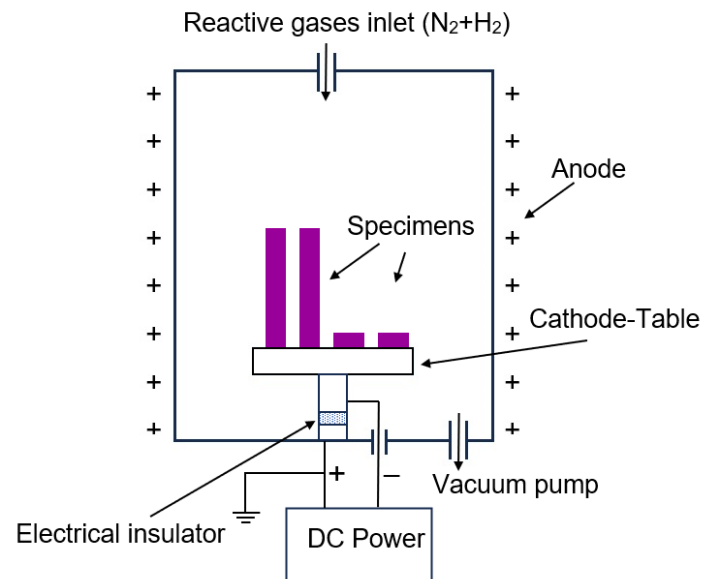 Reactive gases inlet (N₂+H₂)
+ +
+ +
Anode
+ +
Specimens
+ +
+ +
Cathode-Table
+ +
+ +
+ +
+ −
Vacuum pump
Electrical insulator
DC Power